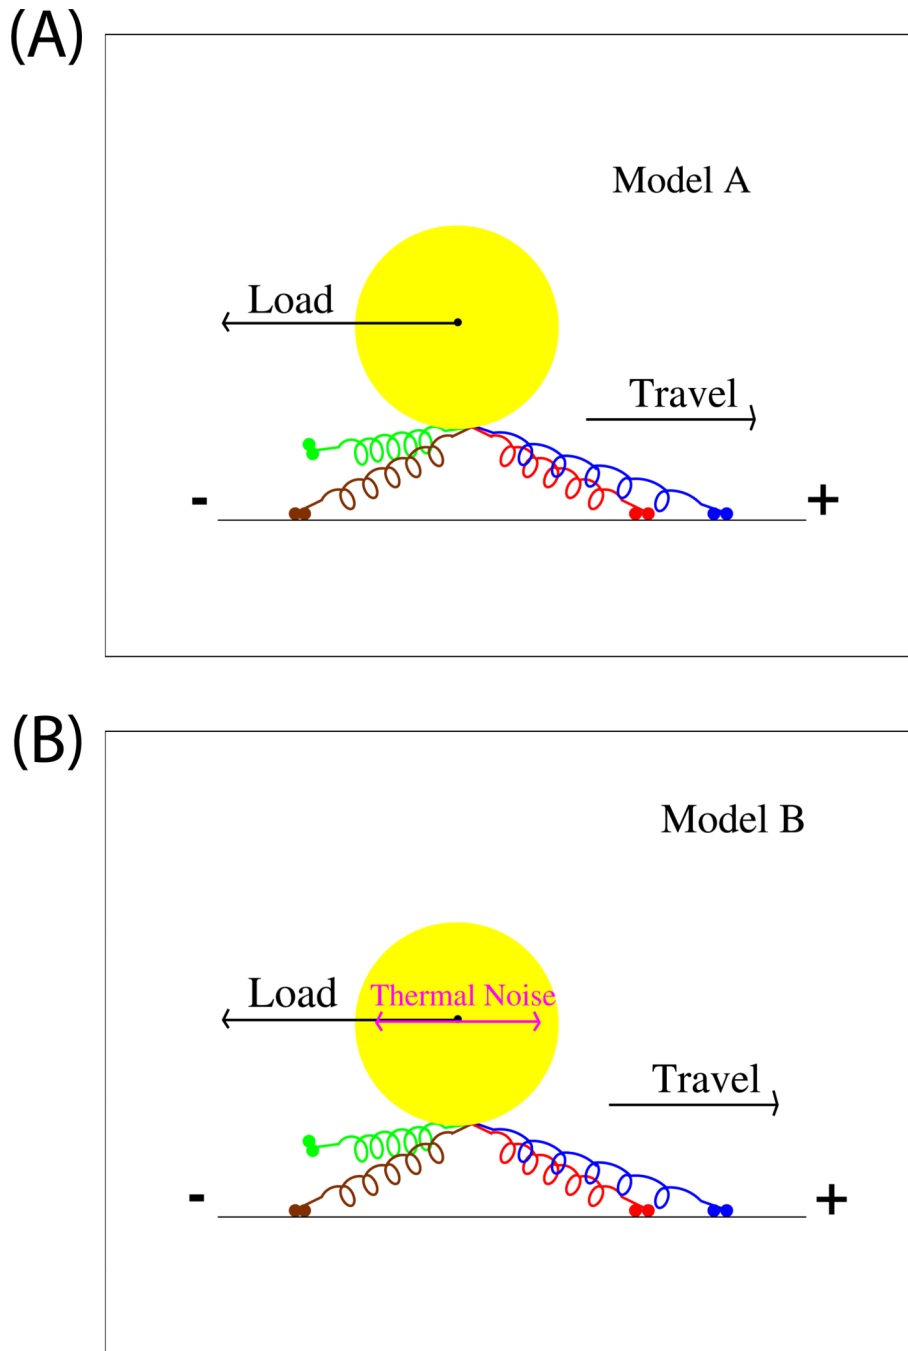 (A)
Model A
Load
Travel
- +
(B)
Model B
Load Thermal Noise
Travel
- +